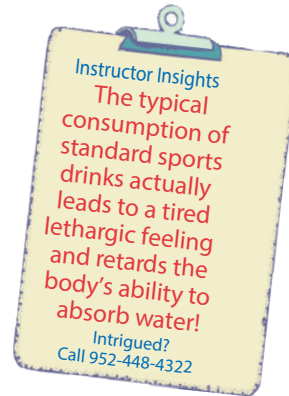 Instructor Insights
The typical
consumption of
standard sports
drinks actually
leads to a tired
lethargic feeling
and retards the
body's ability to
absorb water!
Intrigued?
Call 952-448-4322